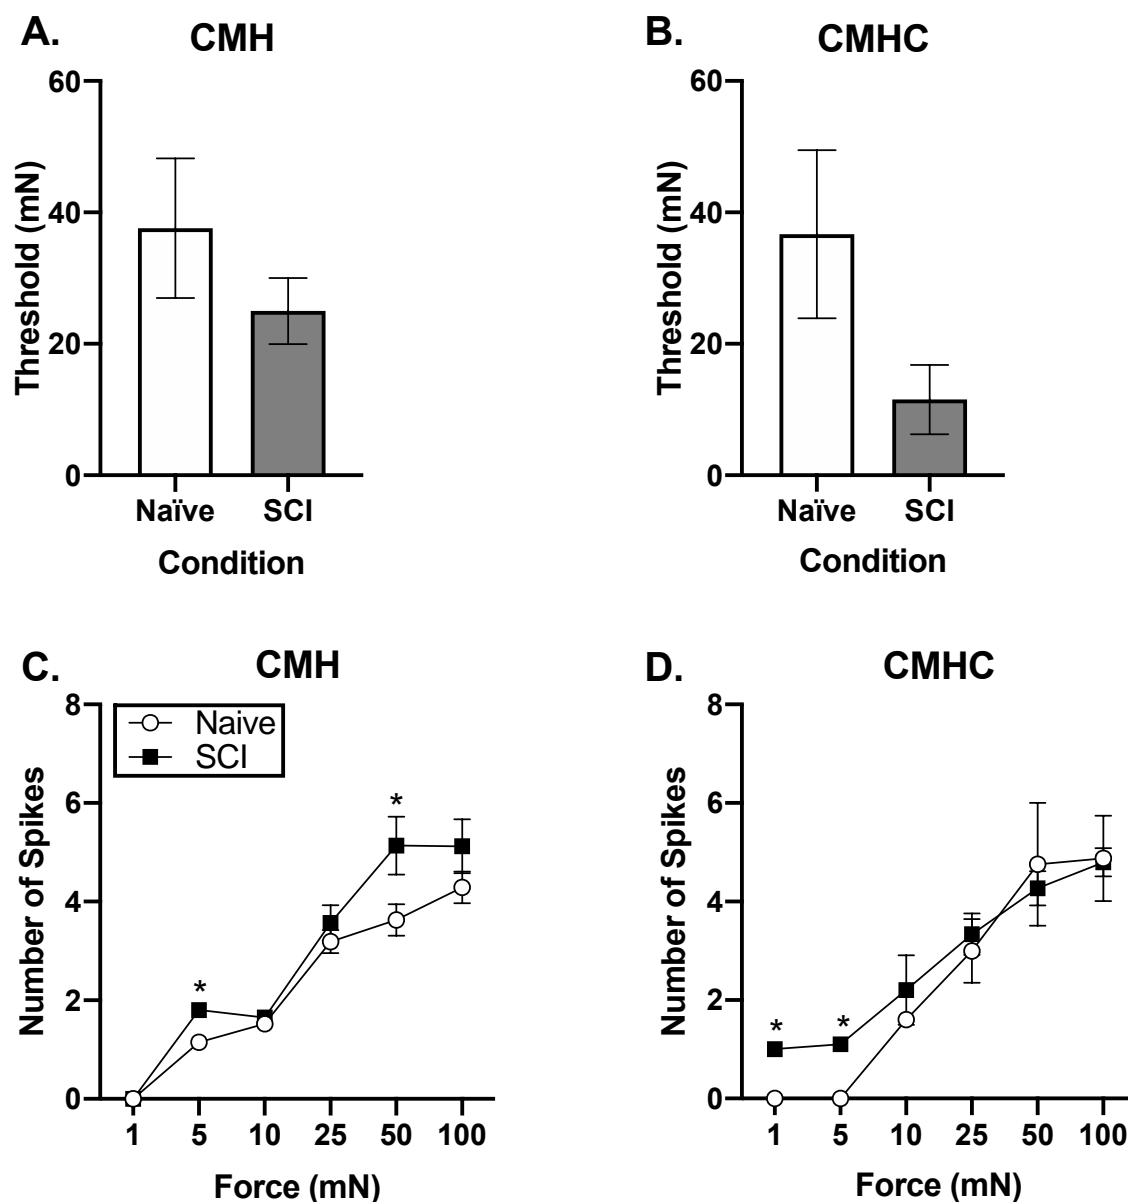 A. CMH
60
40
20
0
Threshold (mN)
Naïve SCI
Condition
B. CMHC
60
40
20
0
Threshold (mN)
Naïve SCI
Condition
C. CMH
Naive
SCI
8
6
4
2
0
Number of Spikes
*
*
1 5 10 25 50 100
Force (mN)
D. CMHC
8
6
4
2
0
Number of Spikes
* *
1 5 10 25 50 100
Force (mN)